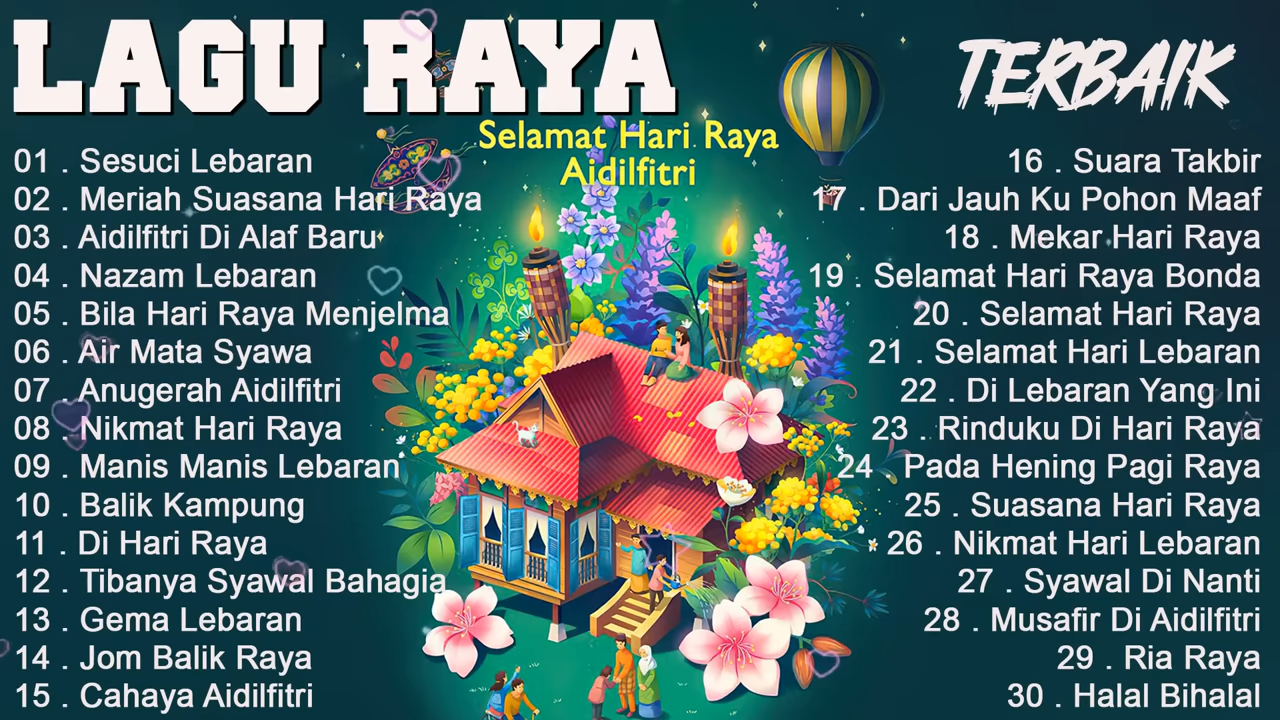 LAGU RAYA
TERBAIK
Selamat Hari Raya
Aidilfitri
01 . Sesuci Lebaran
02 . Meriah Suasana Hari Raya
03 . Aidilfitri Di Alaf Baru
04 . Nazam Lebaran
05 . Bila Hari Raya Menjelma
06 . Air Mata Syawa
07 . Anugerah Aidilfitri
08 . Nikmat Hari Raya
09 . Manis Manis Lebaran
10 . Balik Kampung
11 . Di Hari Raya
12 . Tibanya Syawal Bahagia
13 . Gema Lebaran
14 . Jom Balik Raya
15 . Cahaya Aidilfitri
16 . Suara Takbir
17 . Dari Jauh Ku Pohon Maaf
18 . Mekar Hari Raya
19 . Selamat Hari Raya Bonda
20 . Selamat Hari Raya
21 . Selamat Hari Lebaran
22 . Di Lebaran Yang Ini
23 . Rinduku Di Hari Raya
24 . Pada Hening Pagi Raya
25 . Suasana Hari Raya
26 . Nikmat Hari Lebaran
27 . Syawal Di Nanti
28 . Musafir Di Aidilfitri
29 . Ria Raya
30 . Halal Bihalal